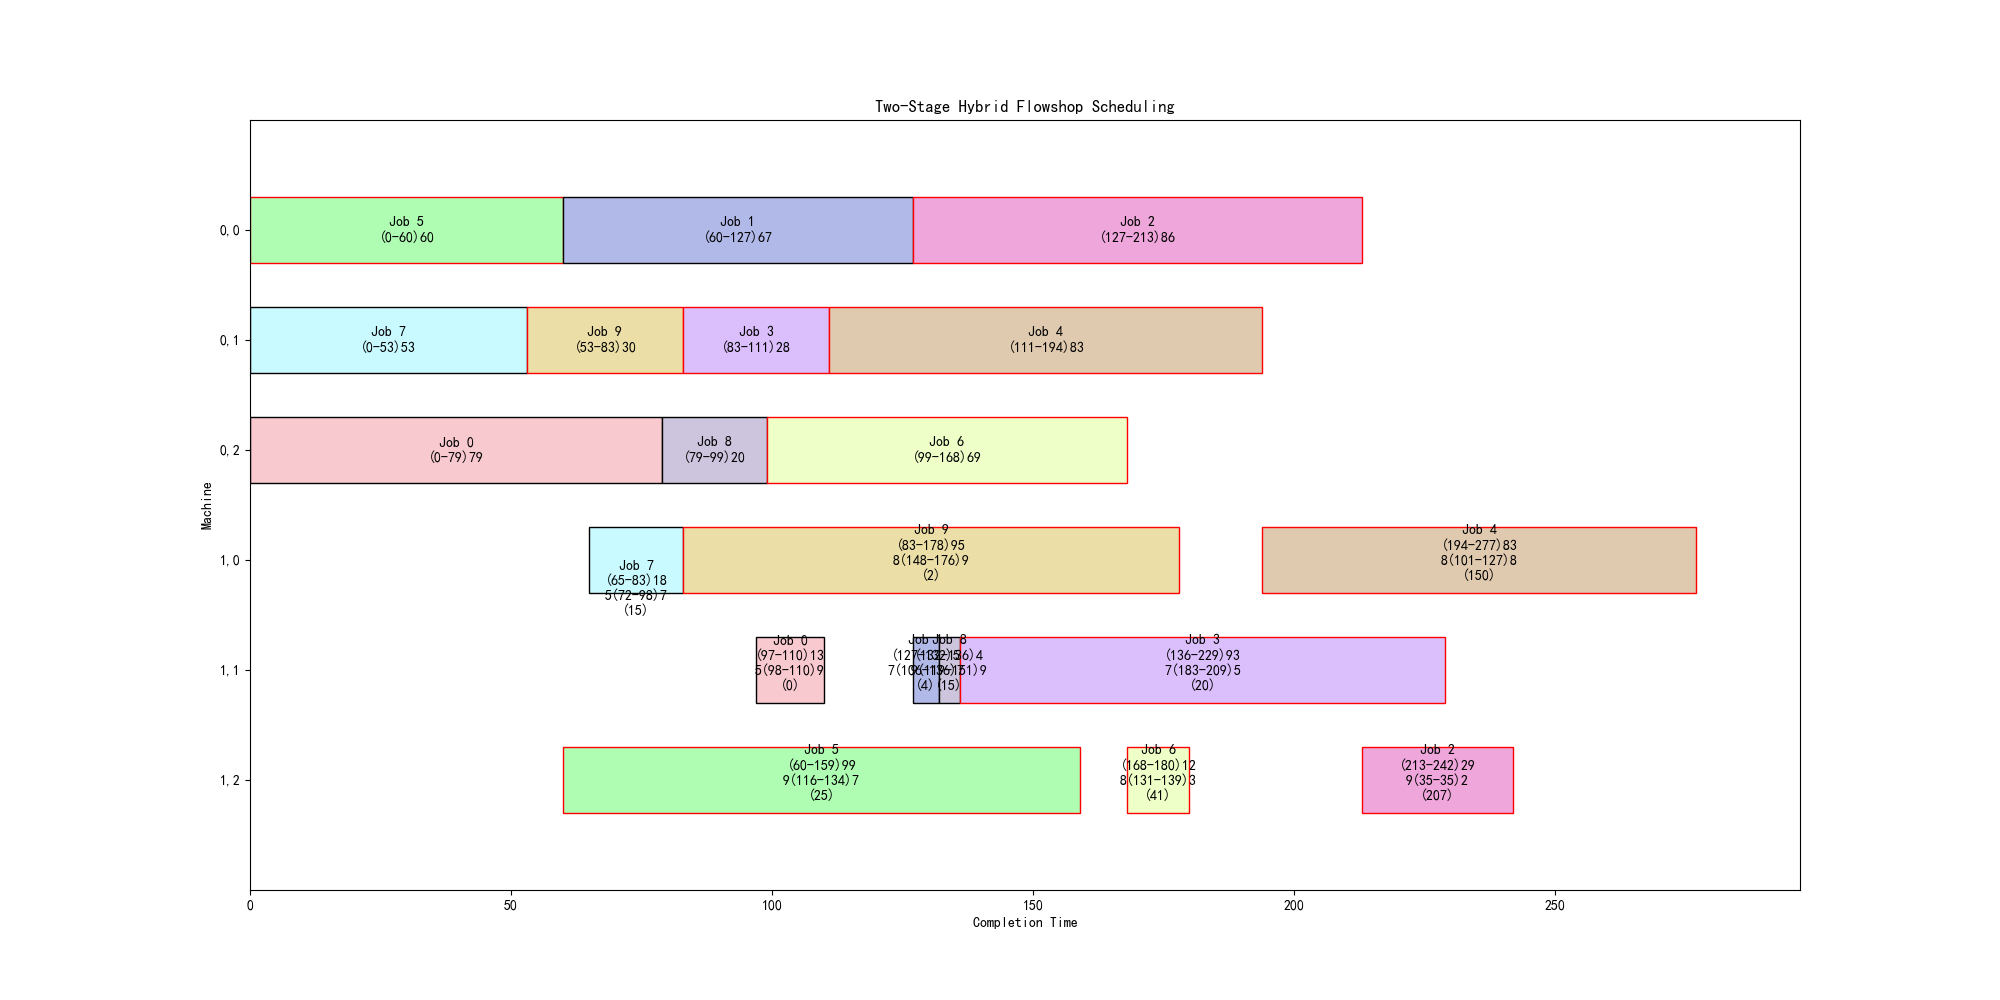 Two-Stage Hybrid Flowshop Scheduling
Machine
0,0
Job 5
(0-60)60
Job 1
(60-127)67
Job 2
(127-213)86
0,1
Job 7
(0-53)53
Job 9
(53-83)30
Job 3
(83-111)28
Job 4
(111-194)83
0,2
Job 0
(0-79)79
Job 8
(79-99)20
Job 6
(99-168)69
1,0
Job 7
(65-83)18
5(72-98)7
(15)
Job 9
(83-178)95
8(148-176)9
(2)
Job 4
(194-277)83
8(101-127)8
(150)
1,1
Job 0
(97-110)13
5(98-110)9
(0)
Job
(4)
Job 8
(15)
Job 3
(136-229)93
7(183-209)5
(20)
1,2
Job 5
(60-159)99
9(116-134)7
(25)
Job 6
(168-180)12
8(131-139)3
(41)
Job 2
(213-242)29
9(35-35)2
(207)
0
50
100
150
200
250
Completion Time